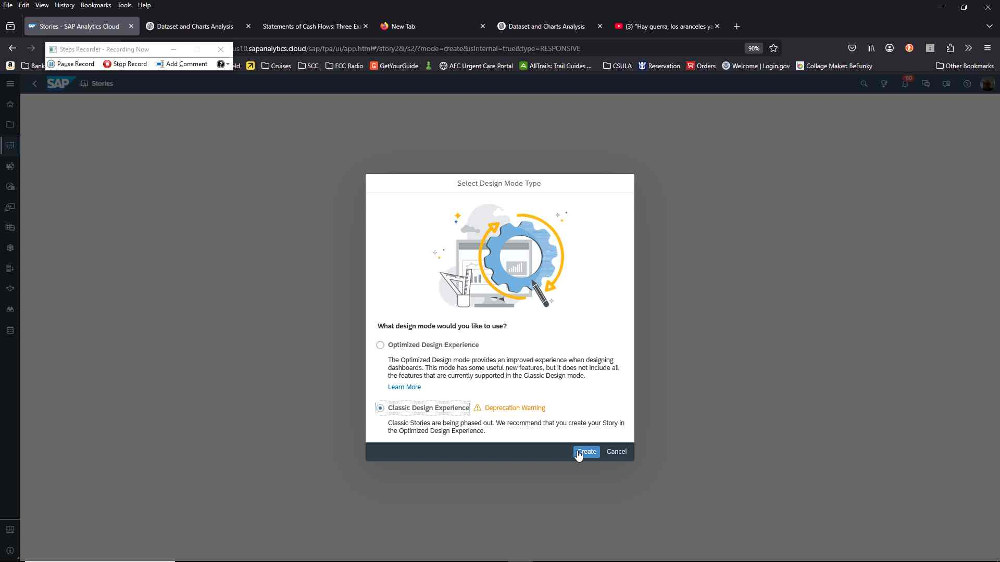 File Edit View History Bookmarks Tools Help
Stories - SAP Analytics Cloud
Dataset and Charts Analysis
Statements of Cash Flows: Three Ex
New Tab
Dataset and Charts Analysis
(3) "Hay guerra, los aranceles ya
Steps Recorder - Recording Now
us10.sapanalytics.cloud/sap/fpa/ui/app.html#/story2&/s2/?mode=create&isInternal=true&type=RESPONSIVE
90%
Pause Record Stop Record Add Comment
Bank
eld
Cruises
SCC
FCC Radio
GetYourGuide
AFC Urgent Care Portal
AllTrails: Trail Guides ...
CSULA
Reservation
Orders
Welcome | Login.gov
Collage Maker: BeFunky
Other Bookmarks
SAP Stories
60
Select Design Mode Type
What design mode would you like to use?
Optimized Design Experience
The Optimized Design mode provides an improved experience when designing
dashboards. This mode has some useful new features, but it does not include all
the features that are currently supported in the Classic Design mode.
Learn More
Classic Design Experience Deprecation Warning
Classic Stories are being phased out. We recommend that you create your Story in
the Optimized Design Experience.
Create Cancel